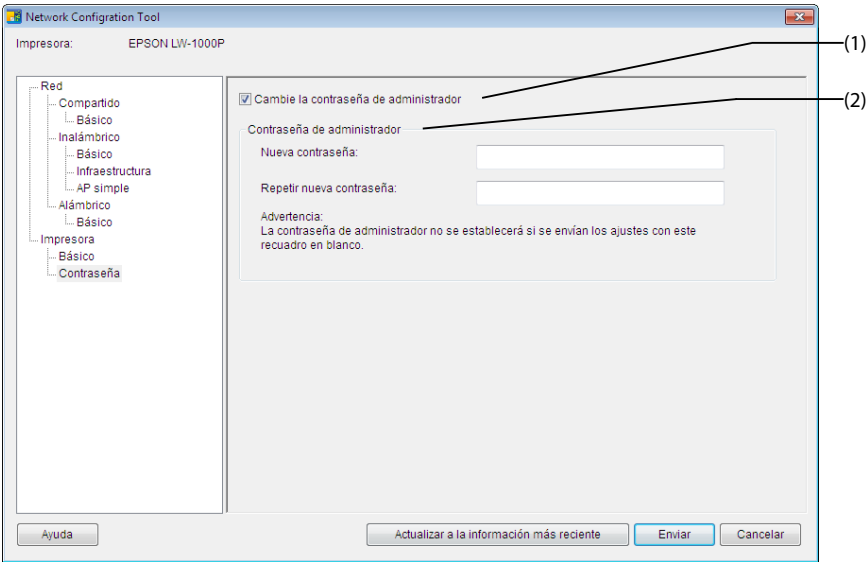 Network Configration Tool
Impresora: EPSON LW-1000P
(1)
(2)
Red
Compartido
Básico
Inalámbrico
Básico
Infraestructura
AP simple
Alámbrico
Básico
Impresora
Básico
Contraseña
Cambie la contraseña de administrador
Contraseña de administrador
Nueva contraseña:
Repetir nueva contraseña:
Advertencia:
La contraseña de administrador no se establecerá si se envían los ajustes con este
recuadro en blanco.
Ayuda
Actualizar a la información más reciente
Enviar
Cancelar